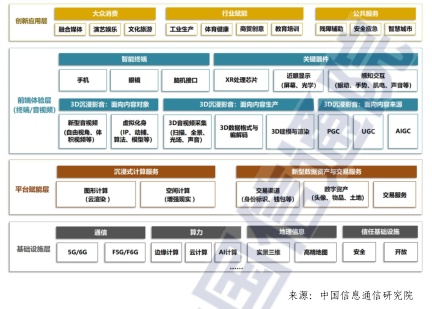 创新应用层
大众消费
行业赋能
公共服务
融合媒体
演艺娱乐
文化旅游
工业生产
体育健康
商贸创意
教育培训
残障辅助
安全应急
智慧城市
前端体验层
(终端/音视频)
智能终端
关键器件
手机
眼镜
脑机接口
XR处理芯片
近眼显示
(屏幕、光学)
感知交互
(眼动、手势、肌电、声音等)
3D沉浸影音:面向内容对象
3D沉浸影音:面向内容生产
3D沉浸影音:面向内容来源
新型音视频
(自由视角、体
积视频等)
虚拟化身
(IP、动捕、
算法、模型等)
3D音视频采集
(扫描、全景、
光场、声音)
3D数据格式与
编解码
3D建模与渲染
PGC
UGC
AIGC
平台赋能层
沉浸式计算服务
新型数据资产与交易服务
图形计算
(云渲染)
空间计算
(增强现实)
交易渠道
(身份标识、钱包等)
数字资产
(头像、物品、土地)
交易服务
基础设施层
通信
算力
地理信息
信任基础设施
5G/6G
F5G/F6G
边缘计算
云计算
AI计算
实景三维
高精地图
安全
开放
......
来源:中国信息通信研究院